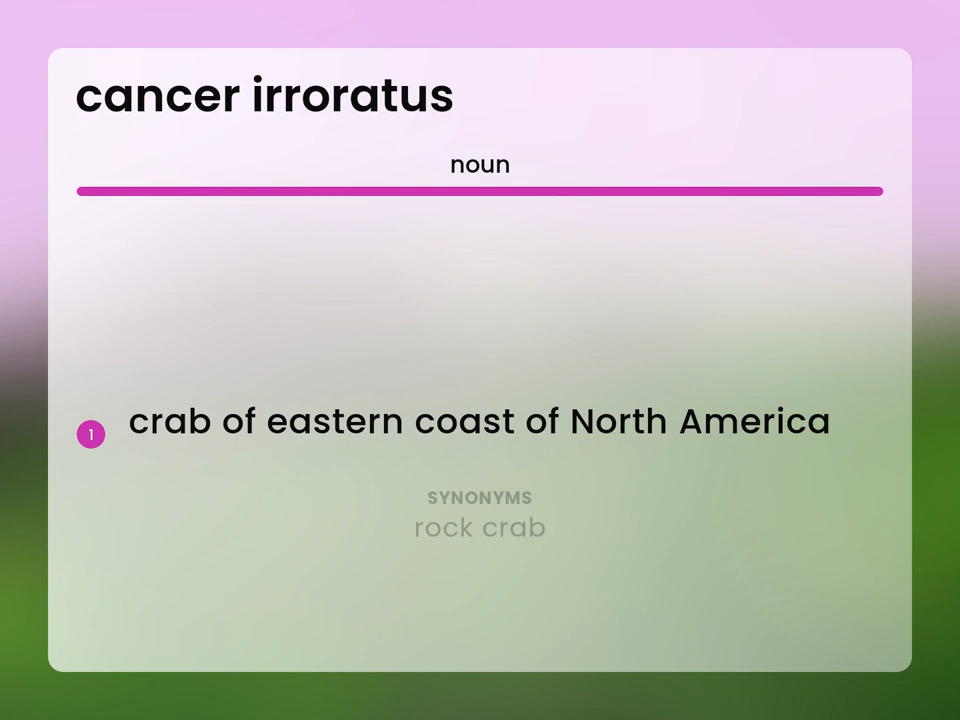 cancer irroratus
noun
1 crab of eastern coast of North America
SYNONYMS
rock crab